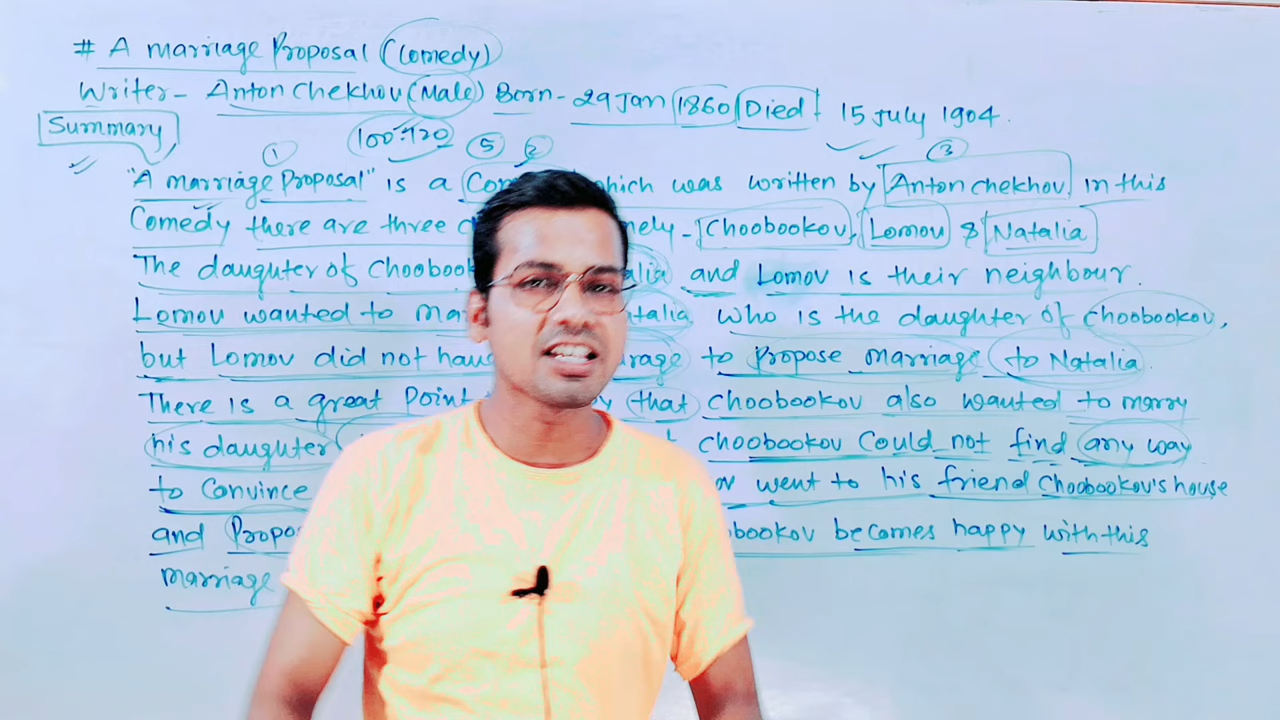 # A marriage Proposal (Comedy)
Writer- Anton Chekhov (Male) Born- 29 Jan 1860 Died! 15 July 1904.
Summary 100-120
① ⑤ ② ③
"A marriage Proposal" is a which was written by Anton Chekhov, in this
Comedy there are three Choobookov, Lomov & Natalia
The daughter of and Lomov is their neighbour.
Lomov wanted to who is the daughter of Choobookov,
but Lomov did not to propose marriage to Natalia.
There is a great Point that Choobookov also wanted to marry
his daughter Choobookov Could not find any way
to Convince went to his friend Choobookov's house
and becomes happy with this
marriage